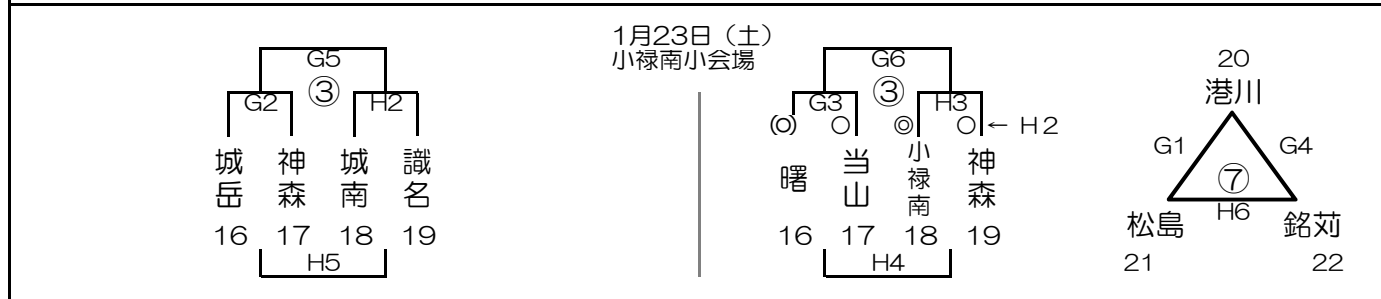 1月23日（土）
小禄南小会場
G5
③
G2 H2
城岳 神森 城南 識名
16 17 18 19
H5
G6
③
G3 H3
(○) ○ ◎ ○ ← H2
曙 当山 小禄南 神森
16 17 18 19
H4
20
港川
G1 G4
⑦
H6
松島 銘苅
21 22